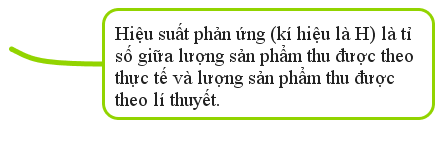 Hiệu suất phản ứng (kí hiệu là H) là tỉ
số giữa lượng sản phẩm thu được theo
thực tế và lượng sản phẩm thu được
theo lí thuyết.